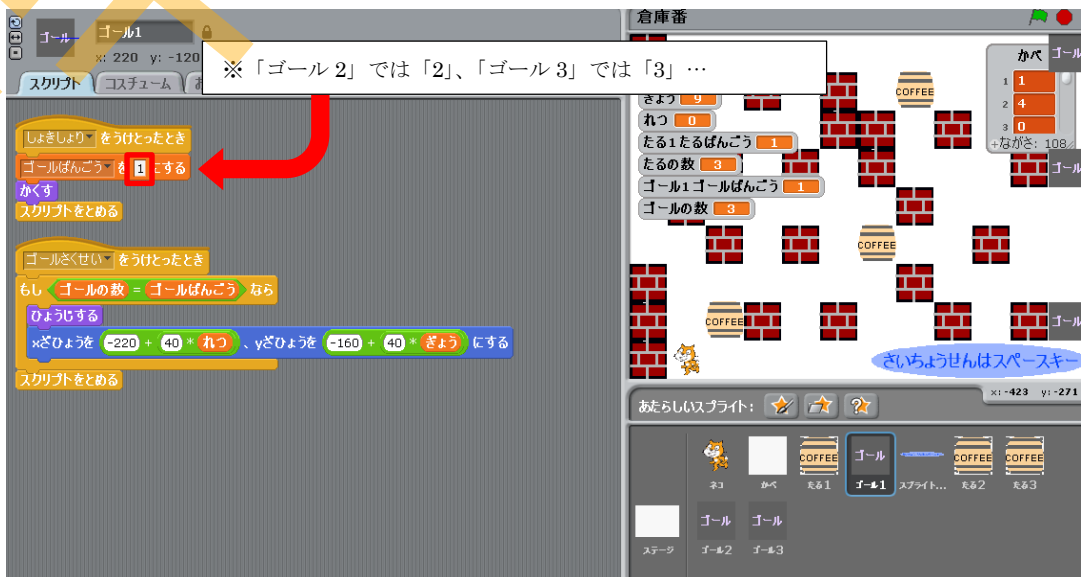 ゴール
ゴール1
x: 220 y: -120
スクリプト
コスチューム
お
※「ゴール 2」では「2」、「ゴール 3」では「3」…
しょきしょり をうけとったとき
ゴールばんごう を 1 にする
かくす
スクリプトをとめる
ゴールさくせい をうけとったとき
もし ゴールの数 = ゴールばんごう なら
ひょうじする
xざひょうを -220 + 40 * れつ 、yざひょうを -160 + 40 * ぎょう にする
スクリプトをとめる
倉庫番
ぎょう 9
れつ 0
たる1たるばんごう 1
たるの数 3
ゴール1ゴールばんごう 1
ゴールの数 3
かべ
1 1
2 4
3 0
+ながさ: 108
ゴール
ゴール
ゴール
COFFEE
COFFEE
COFFEE
さいちょうせんはスペースキー
x: -423 y: -271
あたらしいスプライト:
COFFEE
ゴール
COFFEE
COFFEE
ネコ
かべ
たる1
ゴール1
スプライト...
たる2
たる3
ゴール
ゴール
ステージ
ゴール2
ゴール3